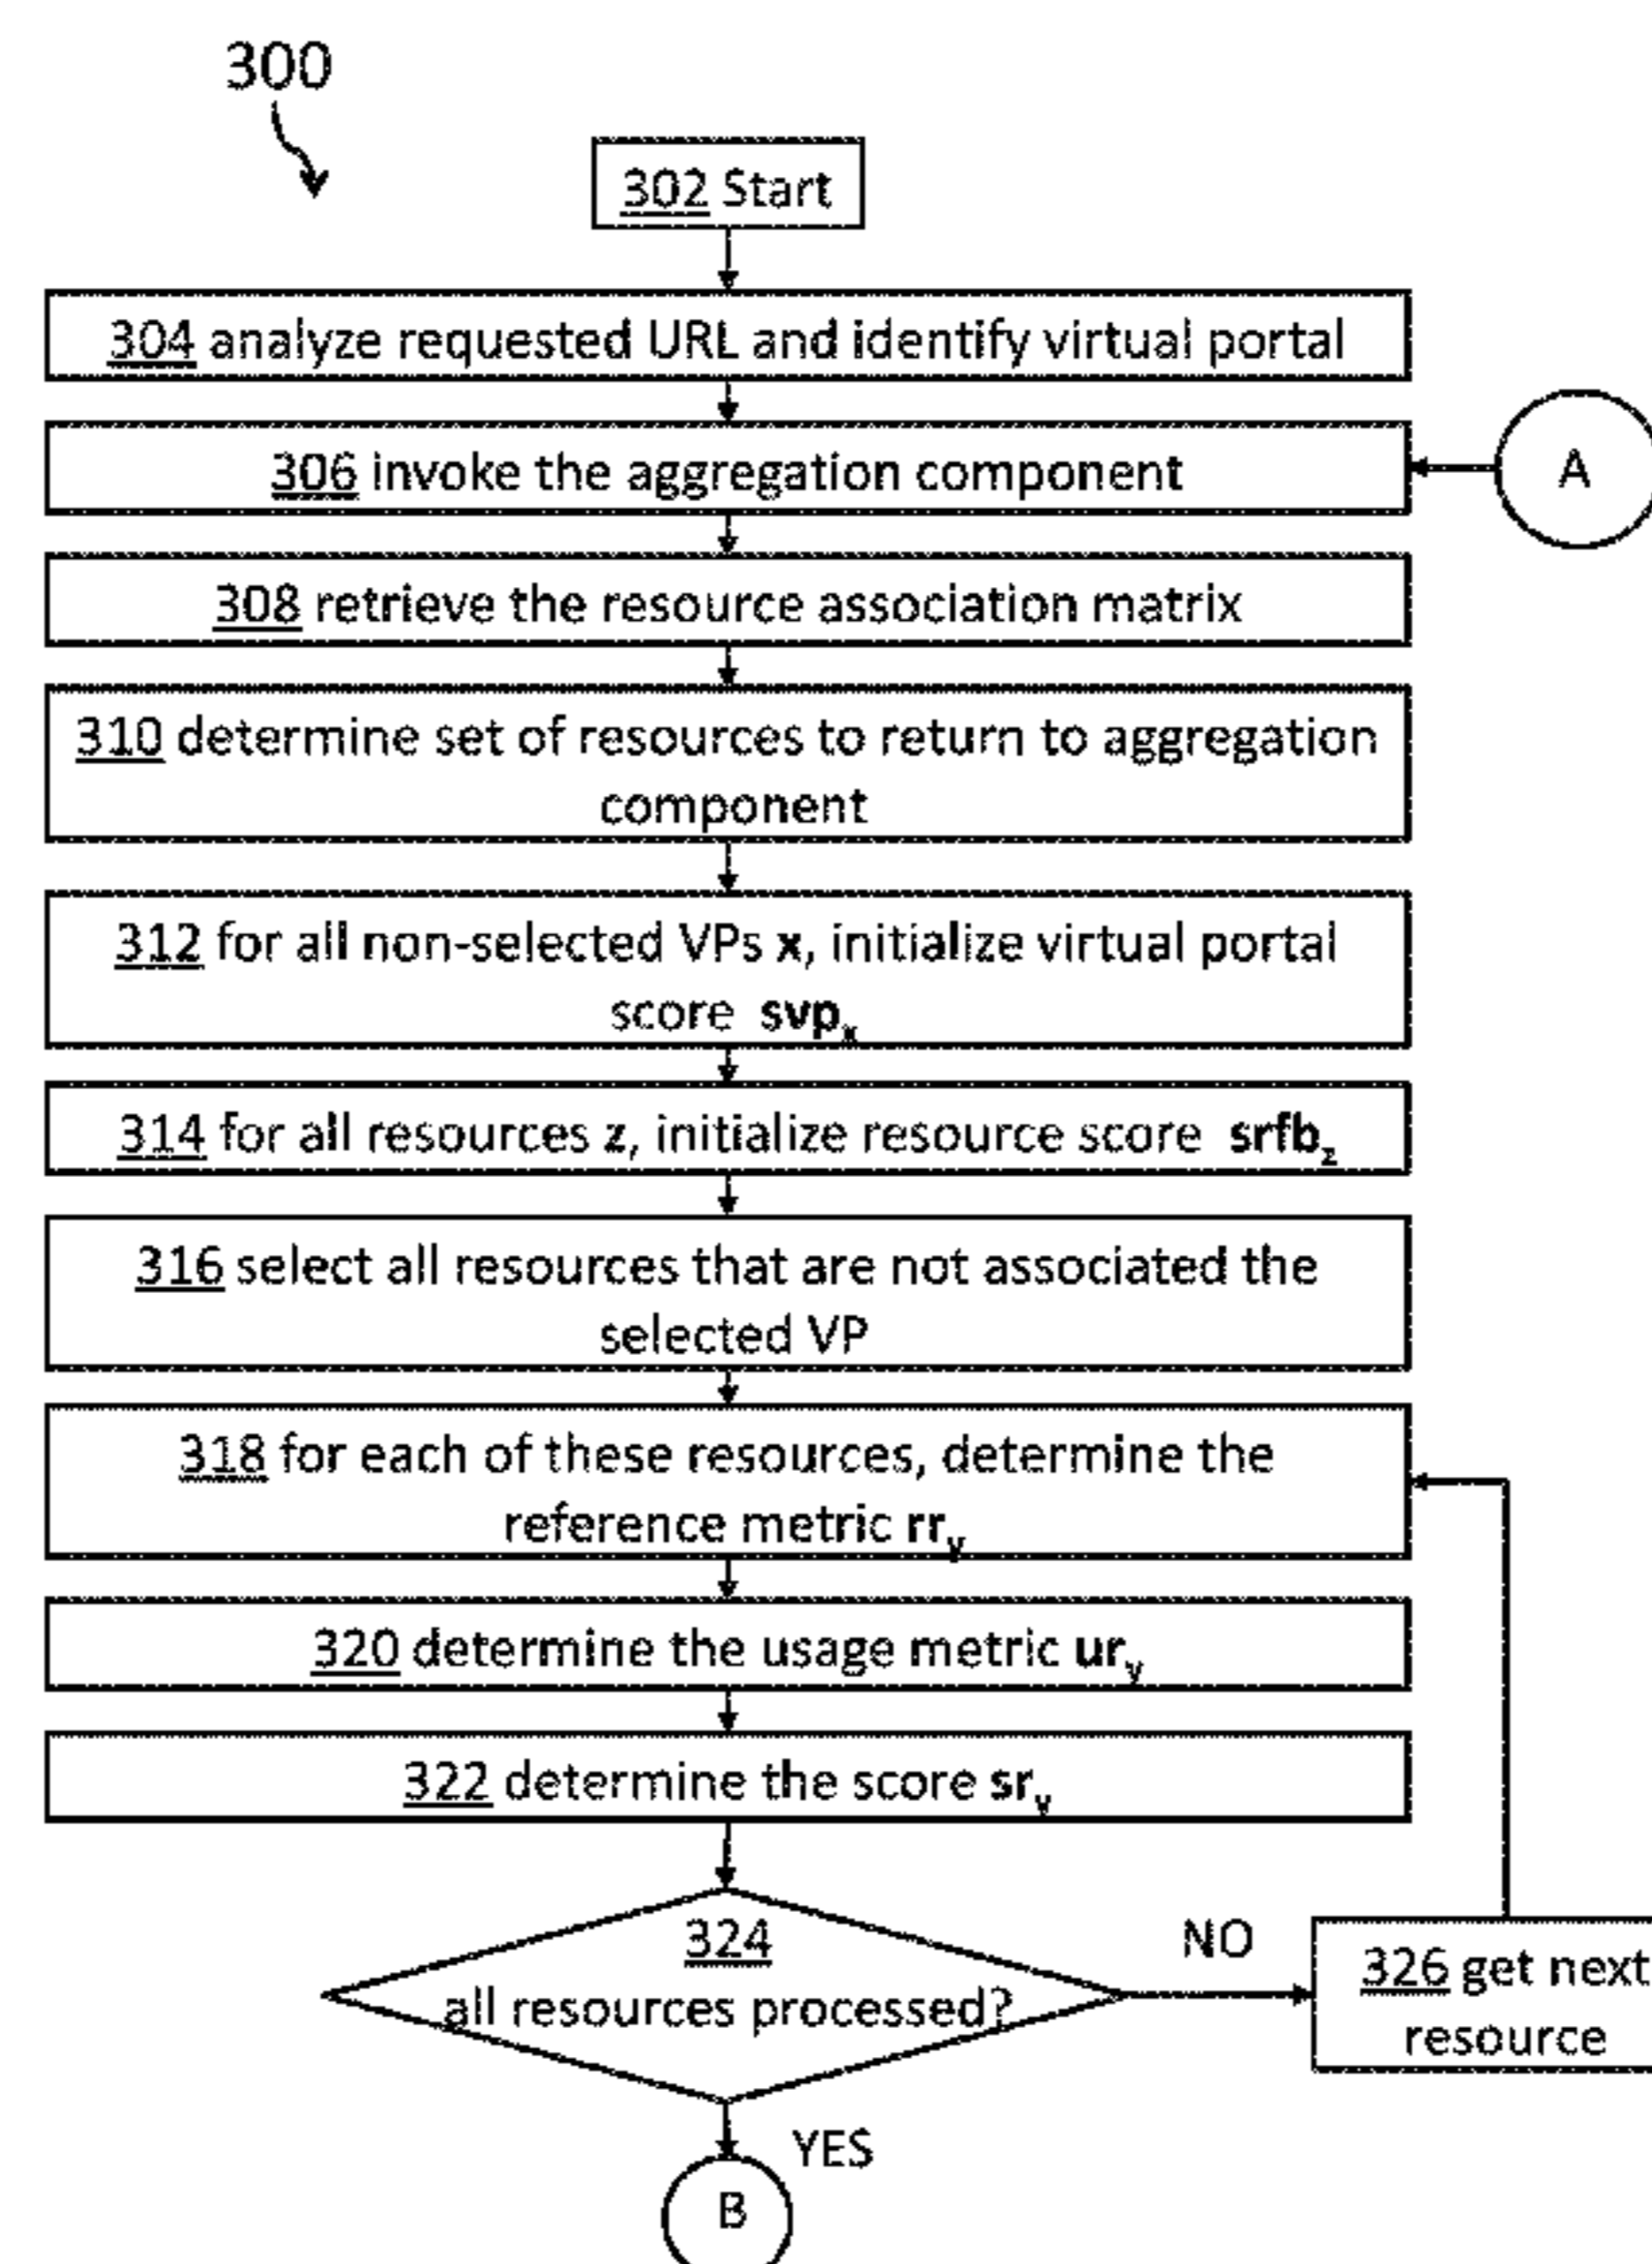 300
302 Start
304 analyze requested URL and identify virtual portal
306 invoke the aggregation component
A
308 retrieve the resource association matrix
310 determine set of resources to return to aggregation
component
312 for all non-selected VPs x, initialize virtual portal
score svpx
314 for all resources z, initialize resource score srfbz
316 select all resources that are not associated the
selected VP
318 for each of these resources, determine the
reference metric rry
320 determine the usage metric ury
322 determine the score sry
324
all resources processed?
NO
326 get next
resource
YES
B